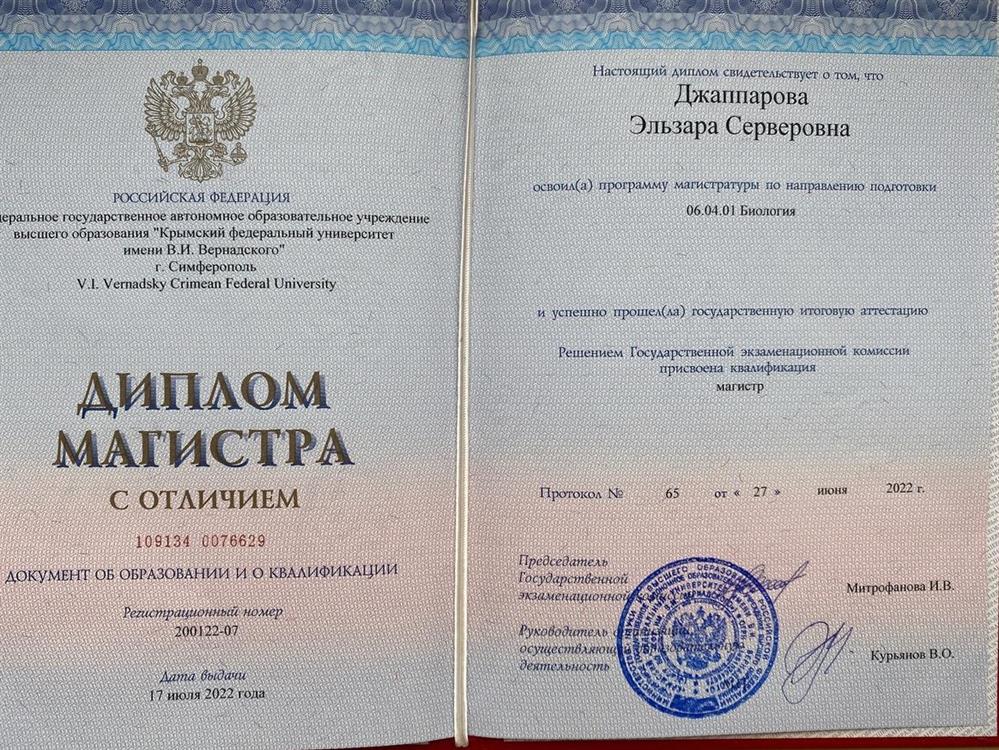 РОССИЙСКАЯ ФЕДЕРАЦИЯ
деральное государственное автономное образовательное учреждение
высшего образования "Крымский федеральный университет
имени В.И. Вернадского"
г. Симферополь
V.I. Vernadsky Crimean Federal University
ДИПЛОМ
МАГИСТРА
С ОТЛИЧИЕМ
109134 0076629
ДОКУМЕНТ ОБ ОБРАЗОВАНИИ И О КВАЛИФИКАЦИИ
Регистрационный номер
200122-07
Дата выдачи
17 июля 2022 года
Настоящий диплом свидетельствует о том, что
Джаппарова
Эльзара Серверовна
освоил(а) программу магистратуры по направлению подготовки
06.04.01 Биология
и успешно прошел(ла) государственную итоговую аттестацию
Решением Государственной экзаменационной комиссии
присвоена квалификация
магистр
Протокол № 65 от « 27 » июня 2022 г.
Председатель
Государственной
экзаменационной
Митрофанова И.В.
Руководитель
осуществляющей образовательную
деятельность
Курьянов В.О.